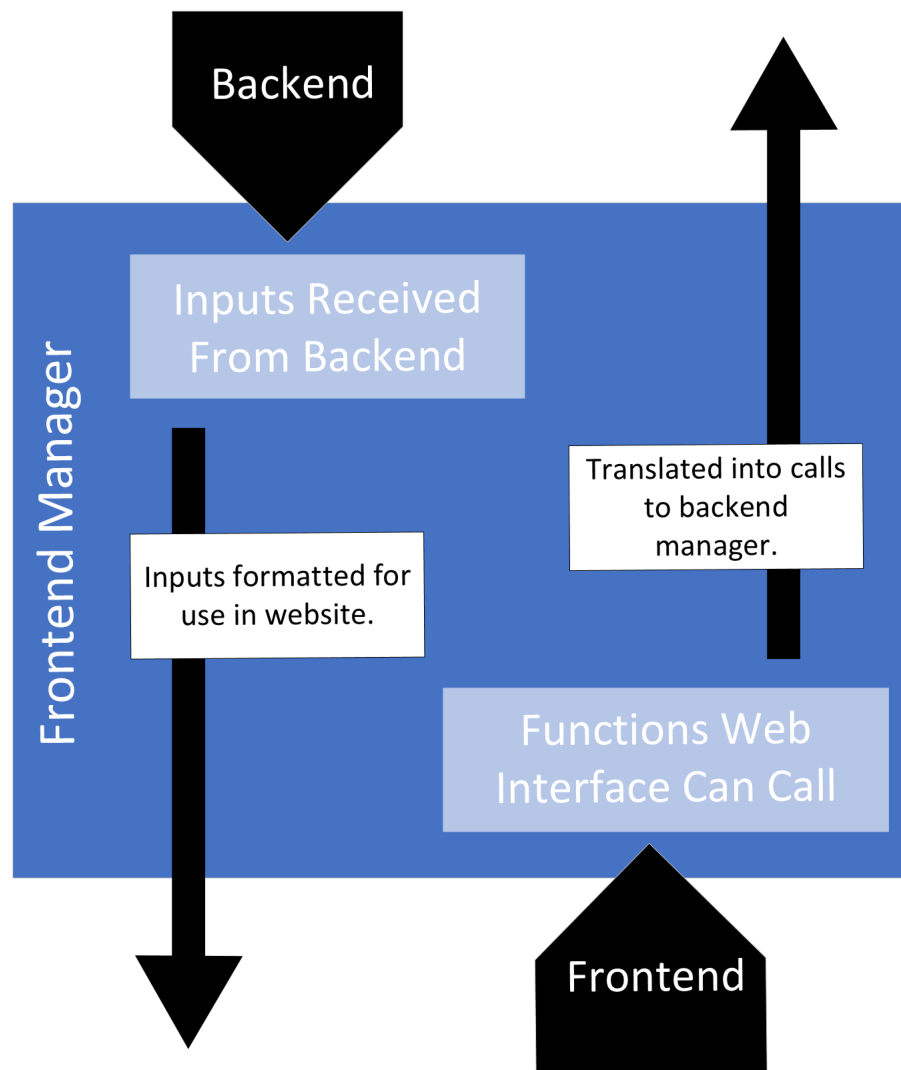 Backend
Inputs Received
From Backend
Frontend Manager
Translated into calls
to backend
manager.
Inputs formatted for
use in website.
Functions Web
Interface Can Call
Frontend